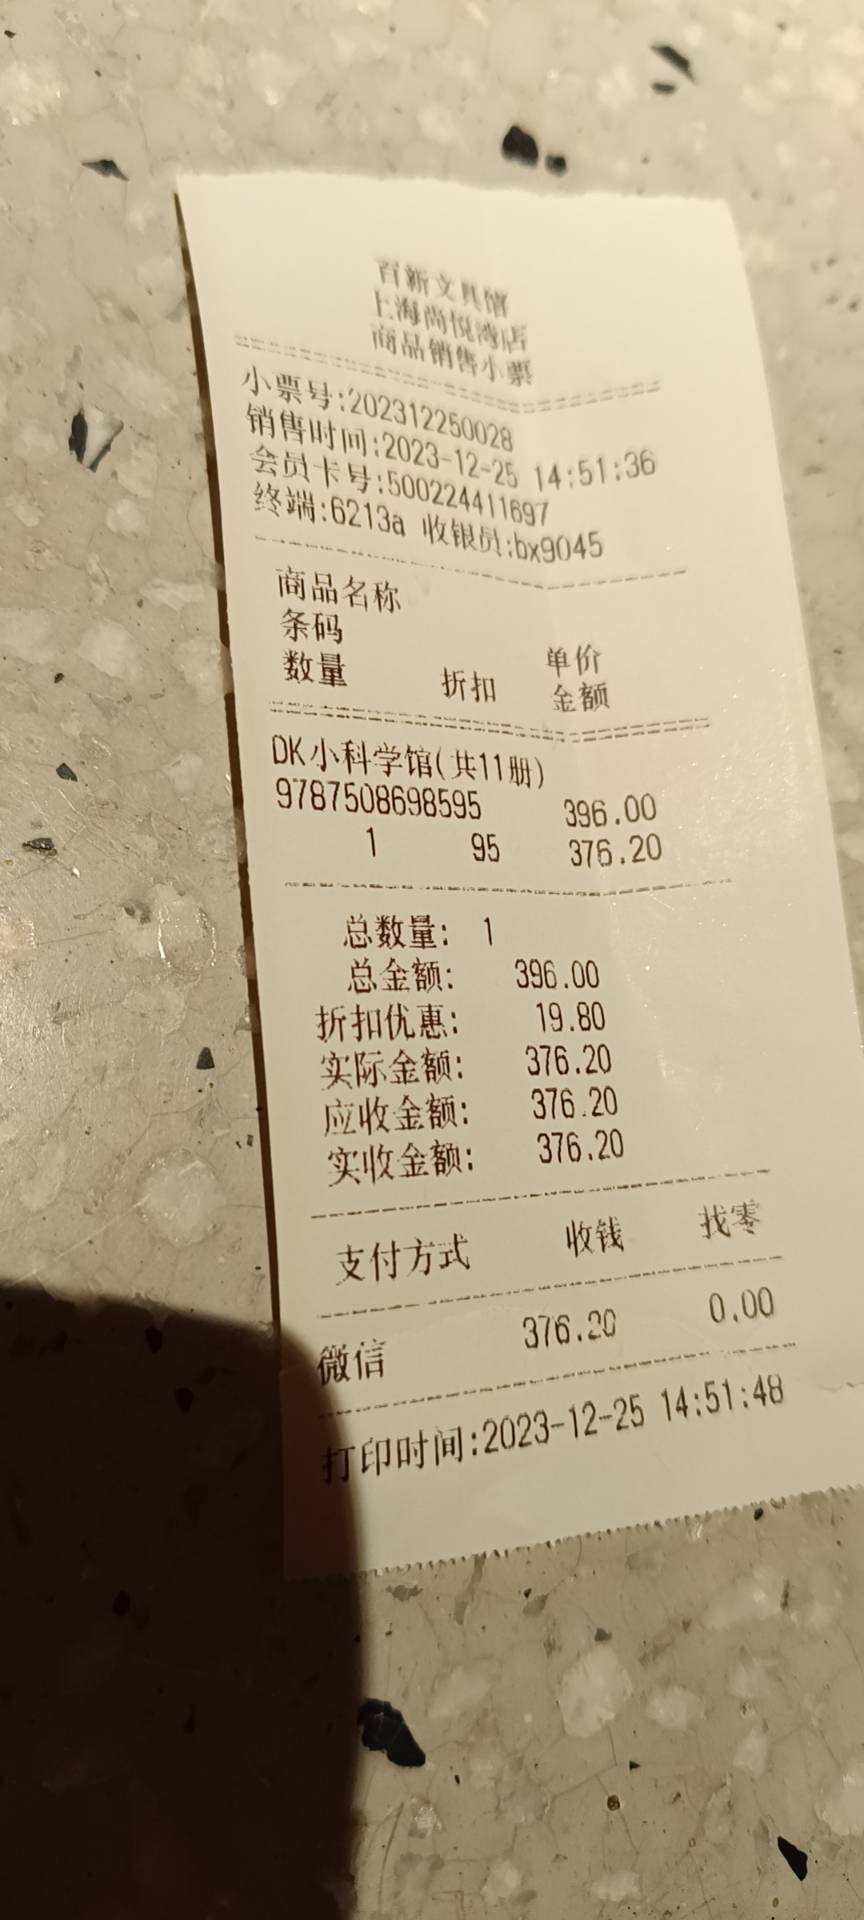 百新文具馆
上海尚悦湾店
商品销售小票
小票号:202312250028
销售时间:2023-12-25 14:51:36
会员卡号:500224411697
终端:6213a 收银员:bx9045
商品名称
条码 单价
数量 折扣 金额
DK小科学馆(共11册)
9787508698595 396.00
1 95 376.20
总数量: 1
总金额: 396.00
折扣优惠: 19.80
实际金额: 376.20
应收金额: 376.20
实收金额: 376.20
支付方式 收钱 找零
微信 376.20 0.00
打印时间:2023-12-25 14:51:48